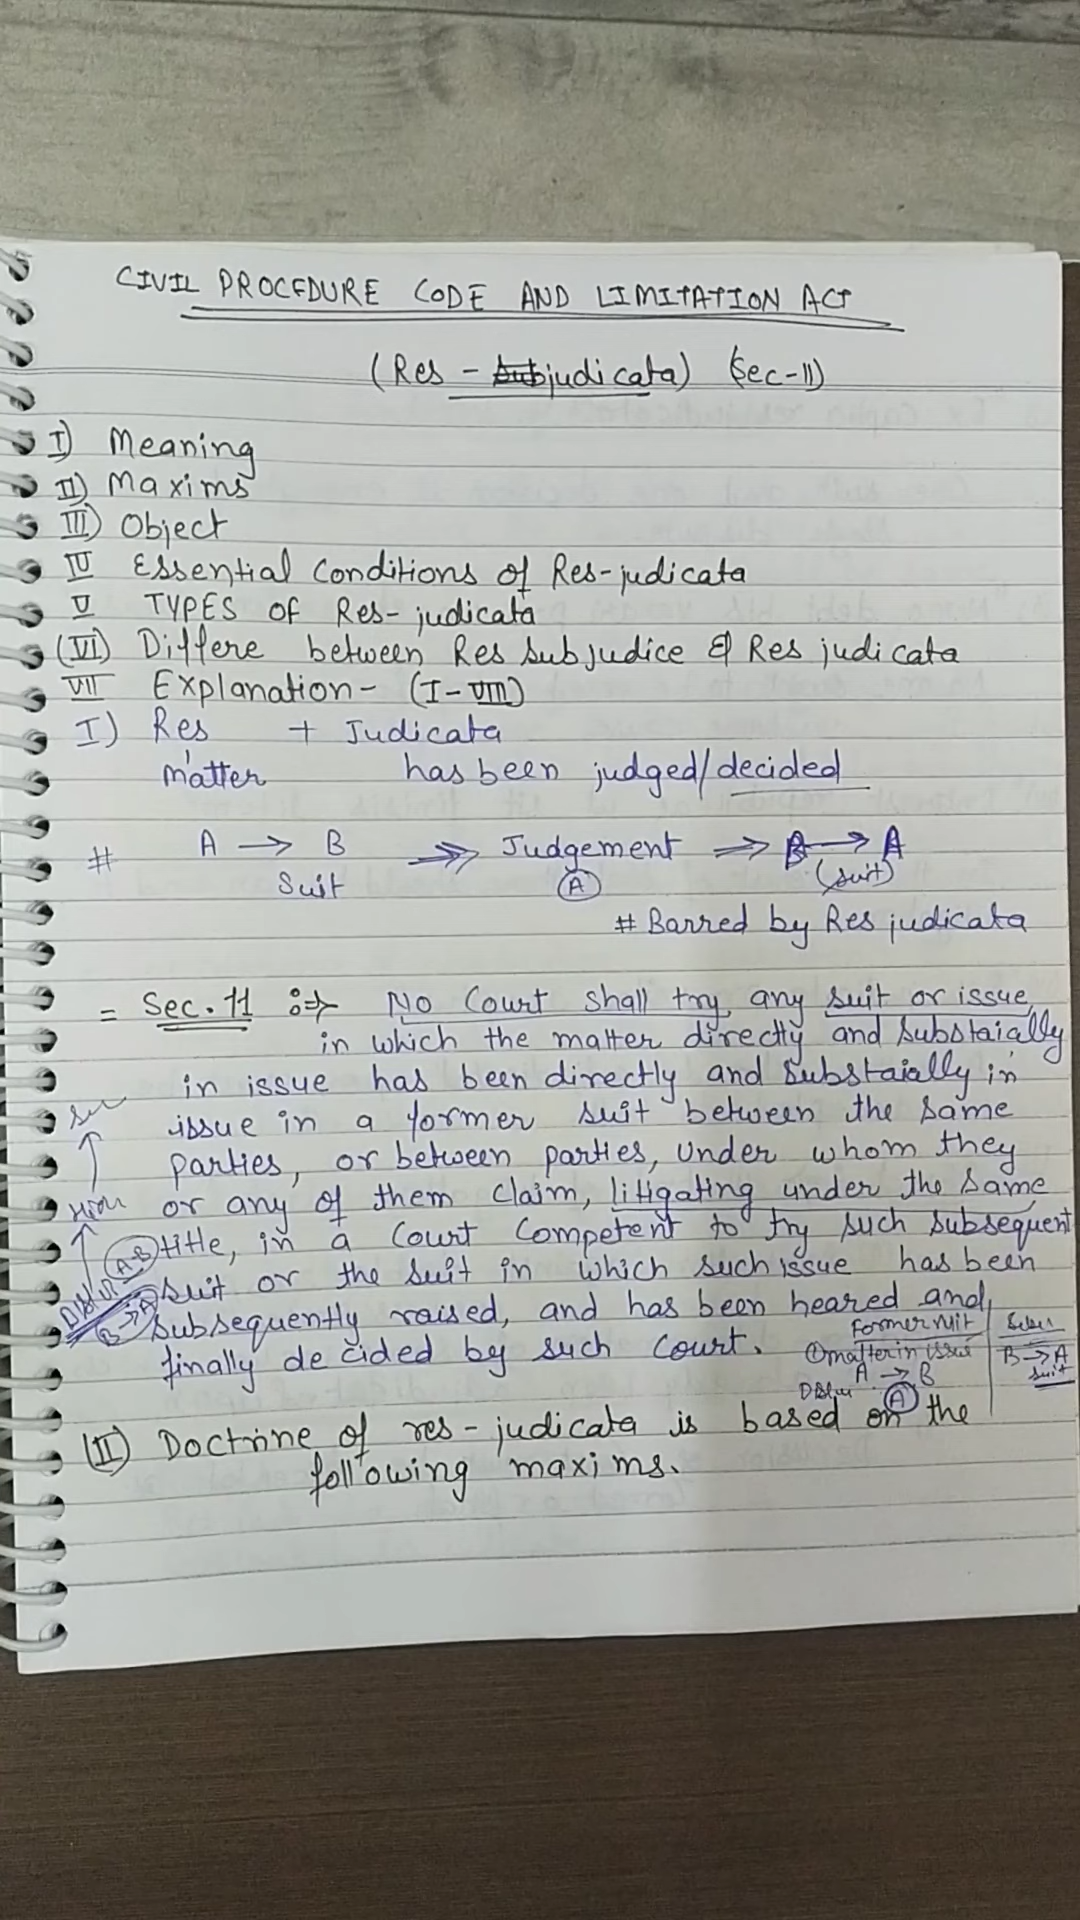 CIVIL PROCEDURE CODE AND LIMITATION ACT
(Res - judicata) (Sec-11)
I) Meaning
II) Maxims
III) Object
IV Essential Conditions of Res-judicata
V TYPES of Res-judicata
(VI) Differe between Res Subjudice & Res judicata
VII Explanation- (I-VIII)
I) Res + Judicata
matter has been judged/decided
# A → B ⇒ Judgement ⇒ B → A
Suit (A) (suit)
# Barred by Res judicata
= Sec. 11 :⇒ No Court shall try any suit or issue
in which the matter directly and substaially
in issue has been directly and substaially in
issue in a former suit between the same
parties, or between parties, under whom they
or any of them claim, litigating under the same
title, in a Court Competent to try such subsequent
suit or the suit in which such issue has been
subsequently raised, and has been heared and
finally decided by such Court.
A-B
B → A
Former suit
① matter in issue
A → B
(A)
B → A
suit
(II) Doctrine of res-judicata is based on the
following maxims.